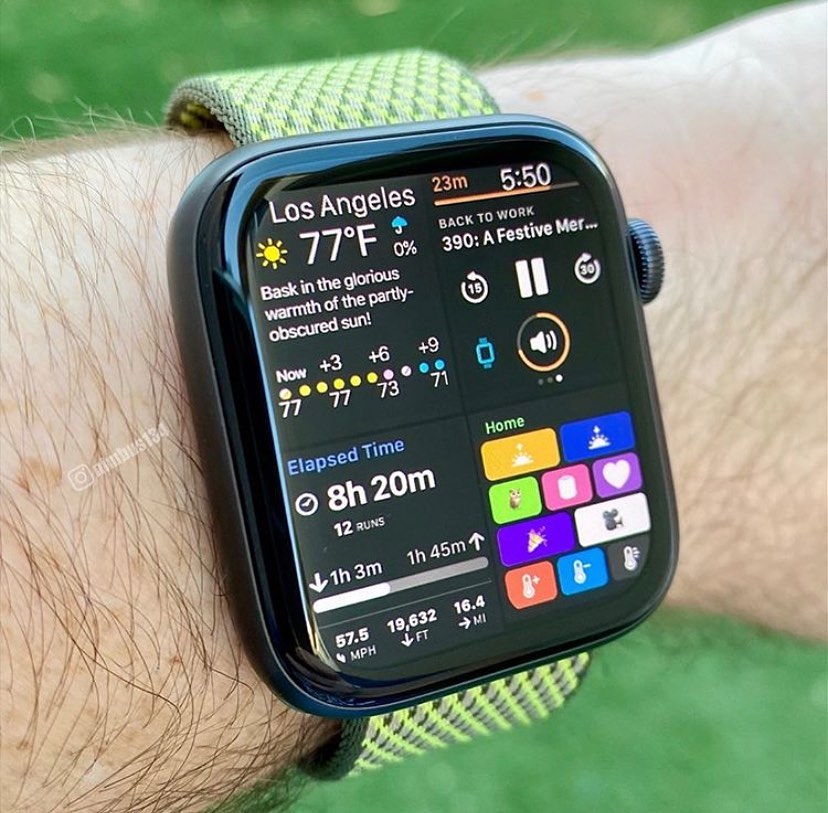 Los Angeles
77°F
0%
Bask in the glorious
warmth of the partly-
obscured sun!
Now +3 +6 +9
77 77 73 71
23m 5:50
BACK TO WORK
390: A Festive Mer...
15
30
Elapsed Time
8h 20m
12 RUNS
↓1h 3m 1h 45m↑
57.5 19,632 16.4
MPH ↓FT →MI
Home